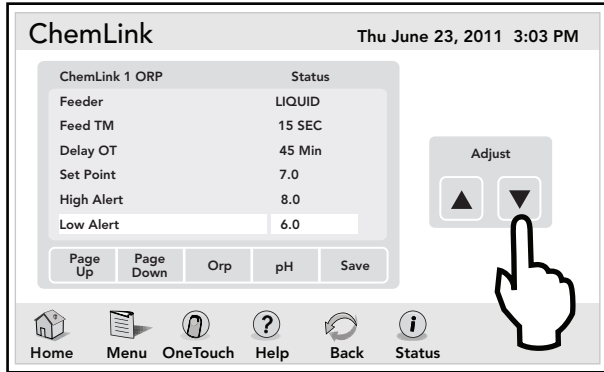 ChemLink Thu June 23, 2011 3:03 PM
ChemLink 1 ORP Status
Feeder LIQUID
Feed TM 15 SEC
Delay OT 45 Min
Set Point 7.0
High Alert 8.0
Low Alert 6.0
Adjust
Page Up Page Down Orp pH Save
Home Menu OneTouch Help Back Status